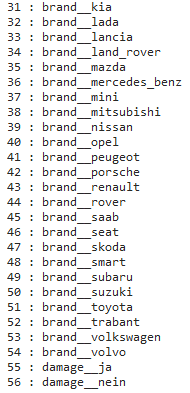 31 : brand__kia
32 : brand__lada
33 : brand__lancia
34 : brand__land_rover
35 : brand__mazda
36 : brand__mercedes_benz
37 : brand__mini
38 : brand__mitsubishi
39 : brand__nissan
40 : brand__opel
41 : brand__peugeot
42 : brand__porsche
43 : brand__renault
44 : brand__rover
45 : brand__saab
46 : brand__seat
47 : brand__skoda
48 : brand__smart
49 : brand__subaru
50 : brand__suzuki
51 : brand__toyota
52 : brand__trabant
53 : brand__volkswagen
54 : brand__volvo
55 : damage__ja
56 : damage__nein